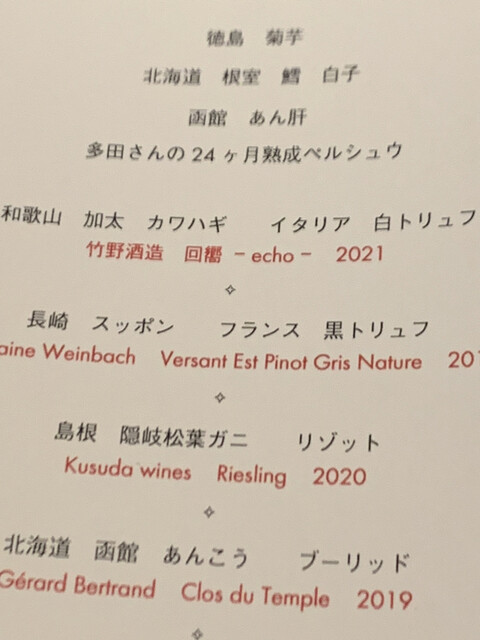 徳島 菊芋
北海道 根室 鱈 白子
函館 あん肝
多田さんの24ヶ月熟成ペルシュウ
和歌山 加太 カワハギ イタリア 白トリュフ
竹野酒造 回嚮 - echo - 2021
長崎 スッポン フランス 黒トリュフ
Weinbach Versant Est Pinot Gris Nature
島根 隠岐松葉ガニ リゾット
Kusuda wines Riesling 2020
北海道 函館 あんこう ブーリッド
Gérard Bertrand Clos du Temple 2019